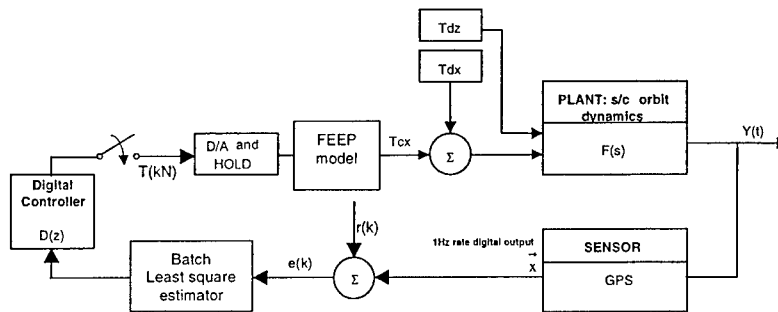 Tdz
Tdx
PLANT: s/c orbit
dynamics
F(s)
Y(t)
D/A and
HOLD
FEEP
model
Tcx
Σ
T(kN)
Digital
Controller
D(z)
r(k)
1Hz rate digital output
x
SENSOR
GPS
Batch
Least square
estimator
e(k)
Σ